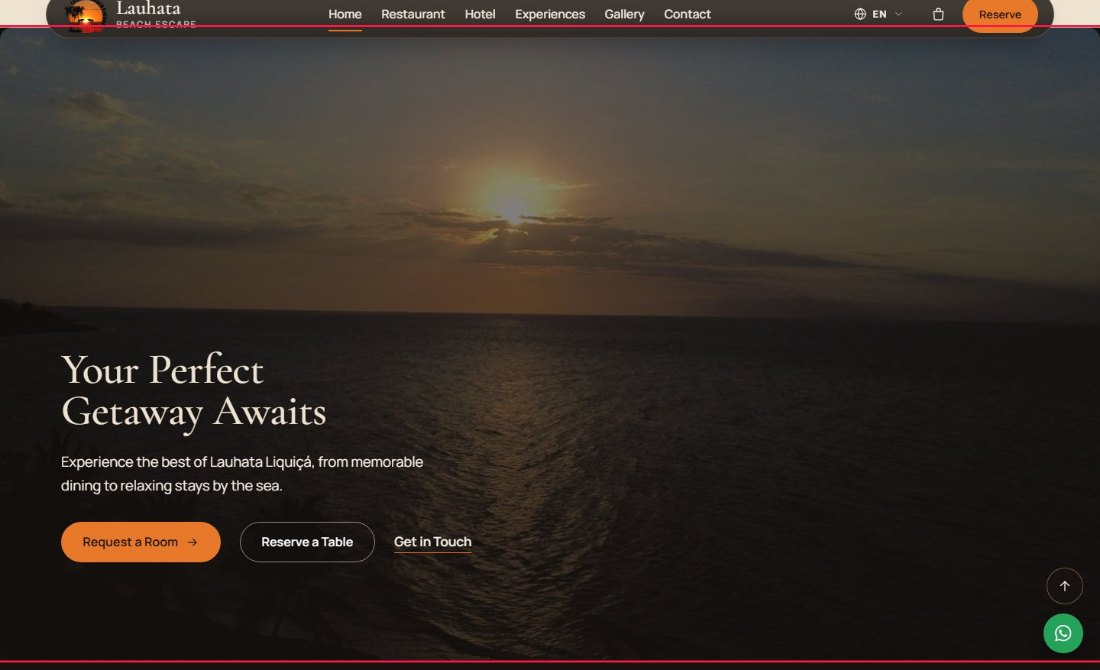 Lauhata
BEACH ESCAPE
Home Restaurant Hotel Experiences Gallery Contact
EN
Reserve
Your Perfect
Getaway Awaits
Experience the best of Lauhata Liquiçá, from memorable
dining to relaxing stays by the sea.
Request a Room →
Reserve a Table
Get in Touch